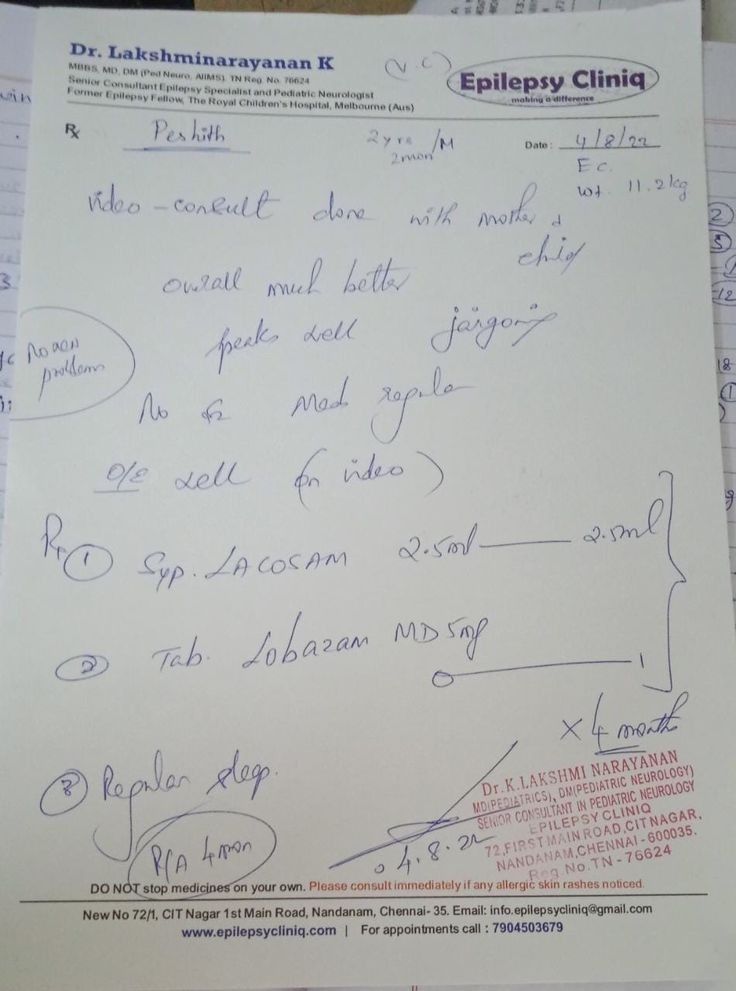 Dr. Lakshminarayanan K
MBBS, MD, DM (Ped Neuro, AIIMS). TN Reg. No. 76624
Senior Consultant Epilepsy Specialist and Pediatric Neurologist
Former Epilepsy Fellow, The Royal Children's Hospital, Melbourne (Aus)
(V.C)
Epilepsy Cliniq
making a difference
Rx Peshith 2yrs /M
2mon
Date : 4/8/22
E C.
wt. 11.2kg
video - consult done with mother &
child
overall much better
speaks well jargoning
No new
problems
No Med regular
O/E well (on video)
Rx
① Syp. LACOSAM 2.5ml — 2.5ml
② Tab. Lobazam MD 5mg
0 — 1
x 4 months
③ Regular sleep.
R/A 4mon
4.8.22
Dr.K.LAKSHMI NARAYANAN
MD(PEDIATRICS), DM(PEDIATRIC NEUROLOGY)
SENIOR CONSULTANT IN PEDIATRIC NEUROLOGY
EPILEPSY CLINIQ
72,FIRST MAIN ROAD,CIT NAGAR,
NANDANAM,CHENNAI - 600035.
Reg.No.TN - 76624
DO NOT stop medicines on your own. Please consult immediately if any allergic skin rashes noticed.
New No 72/1, CIT Nagar 1st Main Road, Nandanam, Chennai- 35. Email: info.epilepsycliniq@gmail.com
www.epilepsycliniq.com | For appointments call : 7904503679